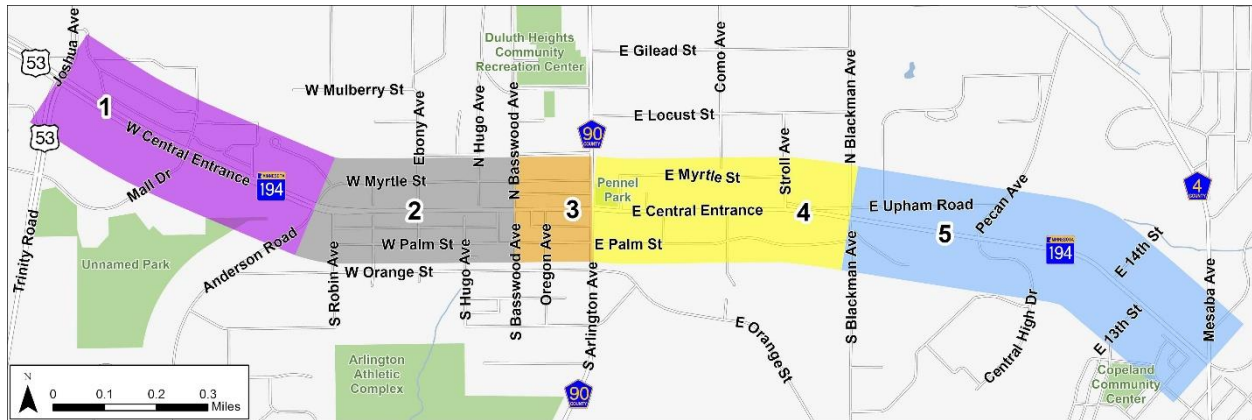 53
Joshua Ave
1
W Central Entrance
53
Mall Dr
Trinity Road
Unnamed Park
Anderson Road
MINNESOTA
194
W Mulberry St
Ebony Ave
N Hugo Ave
N Basswood Ave
Duluth Heights
Community
Recreation Center
W Myrtle St
2
W Palm St
W Orange St
S Robin Ave
S Hugo Ave
S Basswood Ave
Oregon Ave
3
Arlington
Athletic
Complex
90
COUNTY
S Arlington Ave
90
COUNTY
E Gilead St
Como Ave
E Locust St
Pennel
Park
E Myrtle St
Stroll Ave
E Central Entrance
4
E Palm St
E Orange St
N Blackman Ave
S Blackman Ave
E Upham Road
Pecan Ave
5
MINNESOTA
194
Central High Dr
E 14th St
E 13th St
4
COUNTY
Mesaba Ave
Copeland
Community
Center
N
0 0.1 0.2 0.3
Miles